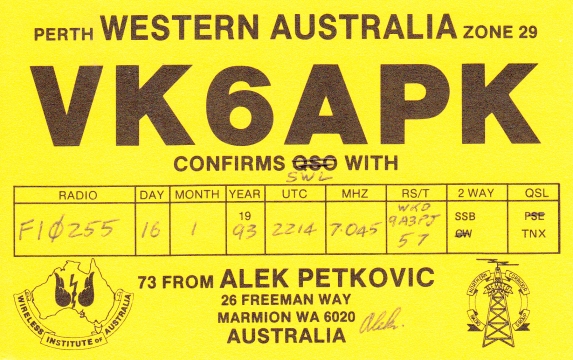 PERTH WESTERN AUSTRALIA ZONE 29
VK6APK
CONFIRMS QSO WITH
SWL
RADIO DAY MONTH YEAR UTC MHZ RS/T 2 WAY QSL
F1Ø255 16 1 1993 2214 7.045 WKD 9A3PJ 57 SSB CW PSE TNX
73 FROM ALEK PETKOVIC
26 FREEMAN WAY
MARMION WA 6020
AUSTRALIA Alek.
WIRELESS INSTITUTE OF AUSTRALIA